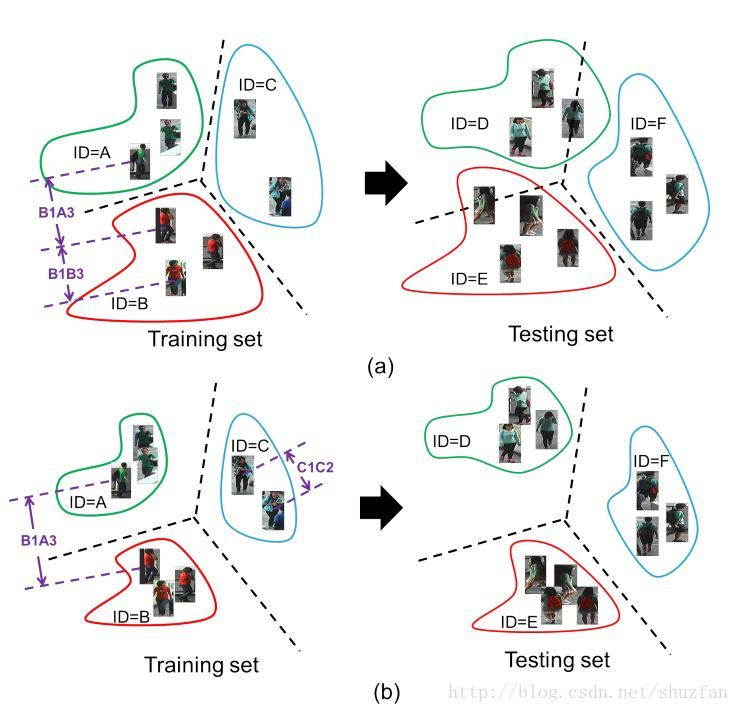 ID=C
ID=A
B1A3
B1B3
ID=B
Training set
ID=D
ID=F
ID=E
Testing set
(a)
ID=C
C1C2
ID=A
B1A3
ID=B
Training set
ID=D
ID=F
ID=E
Testing set
(b)
http://blog.csdn.net/shuzfan